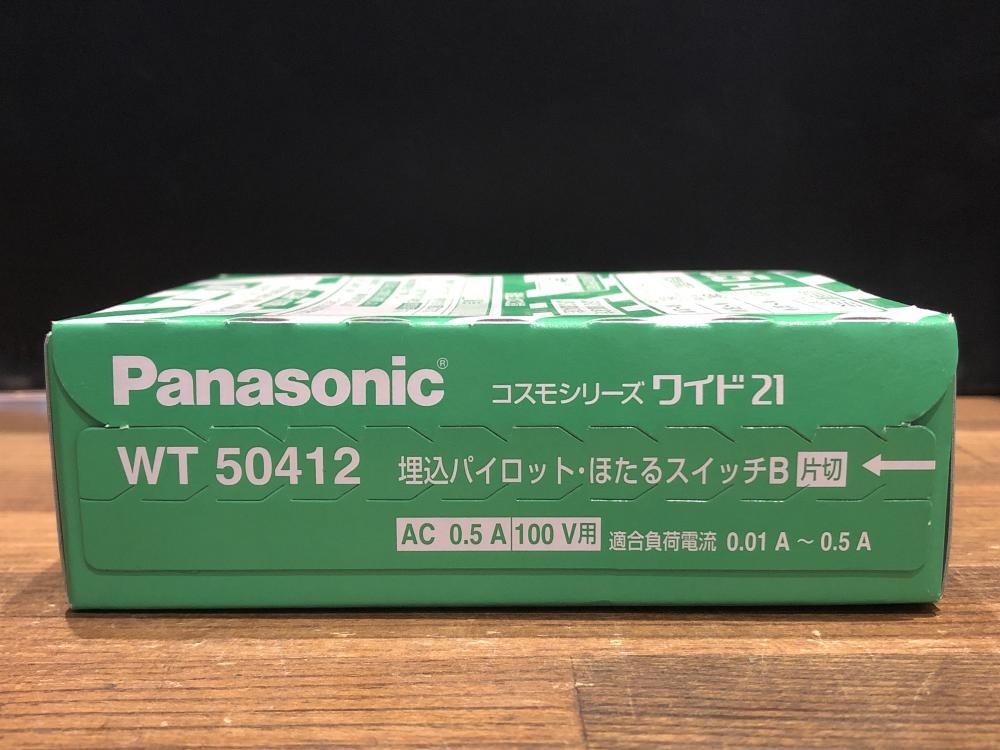 Panasonic®
コスモシリーズ ワイド21
WT 50412 埋込パイロット・ほたるスイッチB 片切 ←
AC 0.5 A 100 V用 適合負荷電流 0.01 A ～ 0.5 A